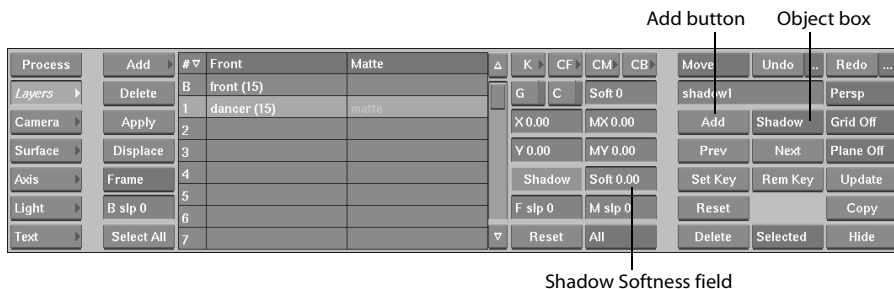 Add button Object box
Process Add # Front Matte K CF CM CB Move Undo .. Redo ...
Layers Delete B front (15) G C Soft 0 shadow1 Persp
1 dancer (15) matte
Camera Apply 2 X 0.00 MX 0.00 Add Shadow Grid Off
Surface Displace 3 Y 0.00 MY 0.00 Prev Next Plane Off
Axis Frame 4 Shadow Soft 0.00 Set Key Rem Key Update
5
Light B slp 0 6 F slp 0 M slp 0 Reset Copy
Text Select All 7 Reset All Delete Selected Hide
Shadow Softness field